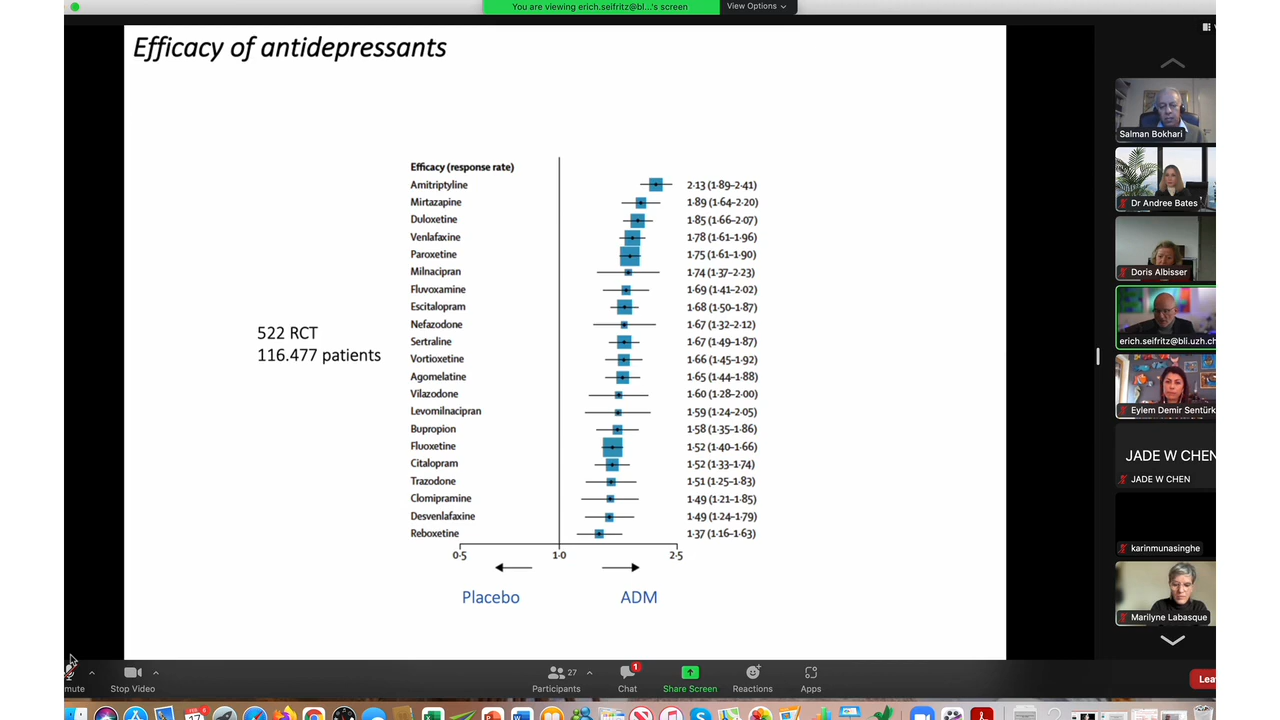 You are viewing erich.seifritz@bl...'s screen
View Options
Efficacy of antidepressants
Efficacy (response rate)
Amitriptyline 2·13 (1·89–2·41)
Mirtazapine 1·89 (1·64–2·20)
Duloxetine 1·85 (1·66–2·07)
Venlafaxine 1·78 (1·61–1·96)
Paroxetine 1·75 (1·61–1·90)
Milnacipran 1·74 (1·37–2·23)
Fluvoxamine 1·69 (1·41–2·02)
Escitalopram 1·68 (1·50–1·87)
Nefazodone 1·67 (1·32–2·12)
Sertraline 1·67 (1·49–1·87)
Vortioxetine 1·66 (1·45–1·92)
Agomelatine 1·65 (1·44–1·88)
Vilazodone 1·60 (1·28–2·00)
Levomilnacipran 1·59 (1·24–2·05)
Bupropion 1·58 (1·35–1·86)
Fluoxetine 1·52 (1·40–1·66)
Citalopram 1·52 (1·33–1·74)
Trazodone 1·51 (1·25–1·83)
Clomipramine 1·49 (1·21–1·85)
Desvenlafaxine 1·49 (1·24–1·79)
Reboxetine 1·37 (1·16–1·63)
0·5 1·0 2·5
Placebo ADM
522 RCT
116.477 patients
Salman Bokhari
Dr Andree Bates
Doris Albisser
erich.seifritz@bli.uzh.ch
Eylem Demir Sentürk
JADE W CHEN
JADE W CHEN
karinmunasinghe
Marilyne Labasque
mute
Stop Video
27
Participants
1
Chat
Share Screen
Reactions
Apps
Lea